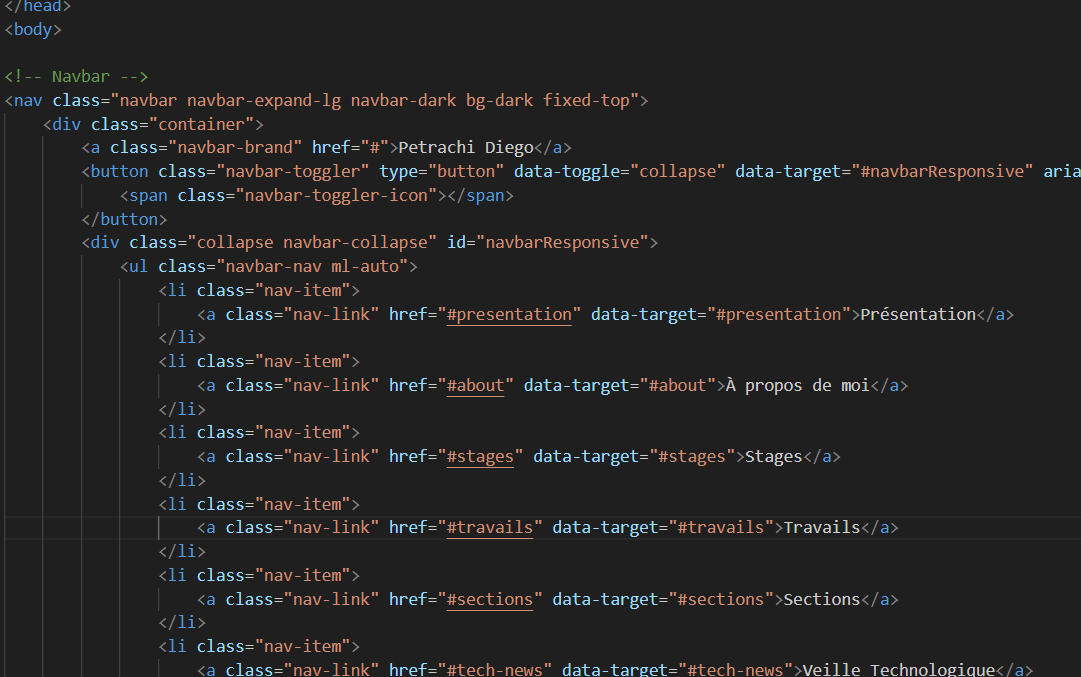 </head>
<body>
<!-- Navbar -->
<nav class="navbar navbar-expand-lg navbar-dark bg-dark fixed-top">
<div class="container">
<a class="navbar-brand" href="#">Petrachi Diego</a>
<button class="navbar-toggler" type="button" data-toggle="collapse" data-target="#navbarResponsive" aria
<span class="navbar-toggler-icon"></span>
</button>
<div class="collapse navbar-collapse" id="navbarResponsive">
<ul class="navbar-nav ml-auto">
<li class="nav-item">
<a class="nav-link" href="#presentation" data-target="#presentation">Présentation</a>
</li>
<li class="nav-item">
<a class="nav-link" href="#about" data-target="#about">À propos de moi</a>
</li>
<li class="nav-item">
<a class="nav-link" href="#stages" data-target="#stages">Stages</a>
</li>
<li class="nav-item">
<a class="nav-link" href="#travails" data-target="#travails">Travails</a>
</li>
<li class="nav-item">
<a class="nav-link" href="#sections" data-target="#sections">Sections</a>
</li>
<li class="nav-item">
<a class="nav-link" href="#tech-news" data-target="#tech-news">Veille Technologique</a>